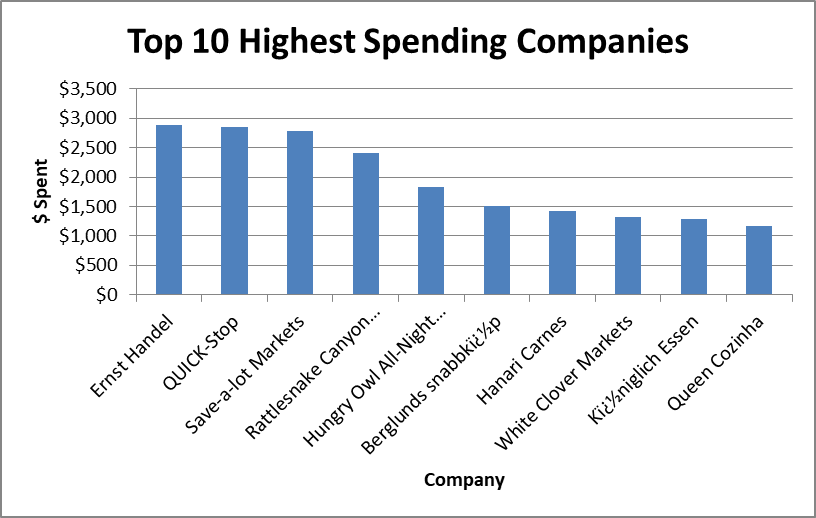 Top 10 Highest Spending Companies
$3,500
$3,000
$2,500
$2,000
$1,500
$1,000
$500
$0
$ Spent
Ernst Handel
QUICK-Stop
Save-a-lot Markets
Rattlesnake Canyon...
Hungry Owl All-Night...
Berglunds snabbkï¿½p
Hanari Carnes
White Clover Markets
Kï¿½niglich Essen
Queen Cozinha
Company